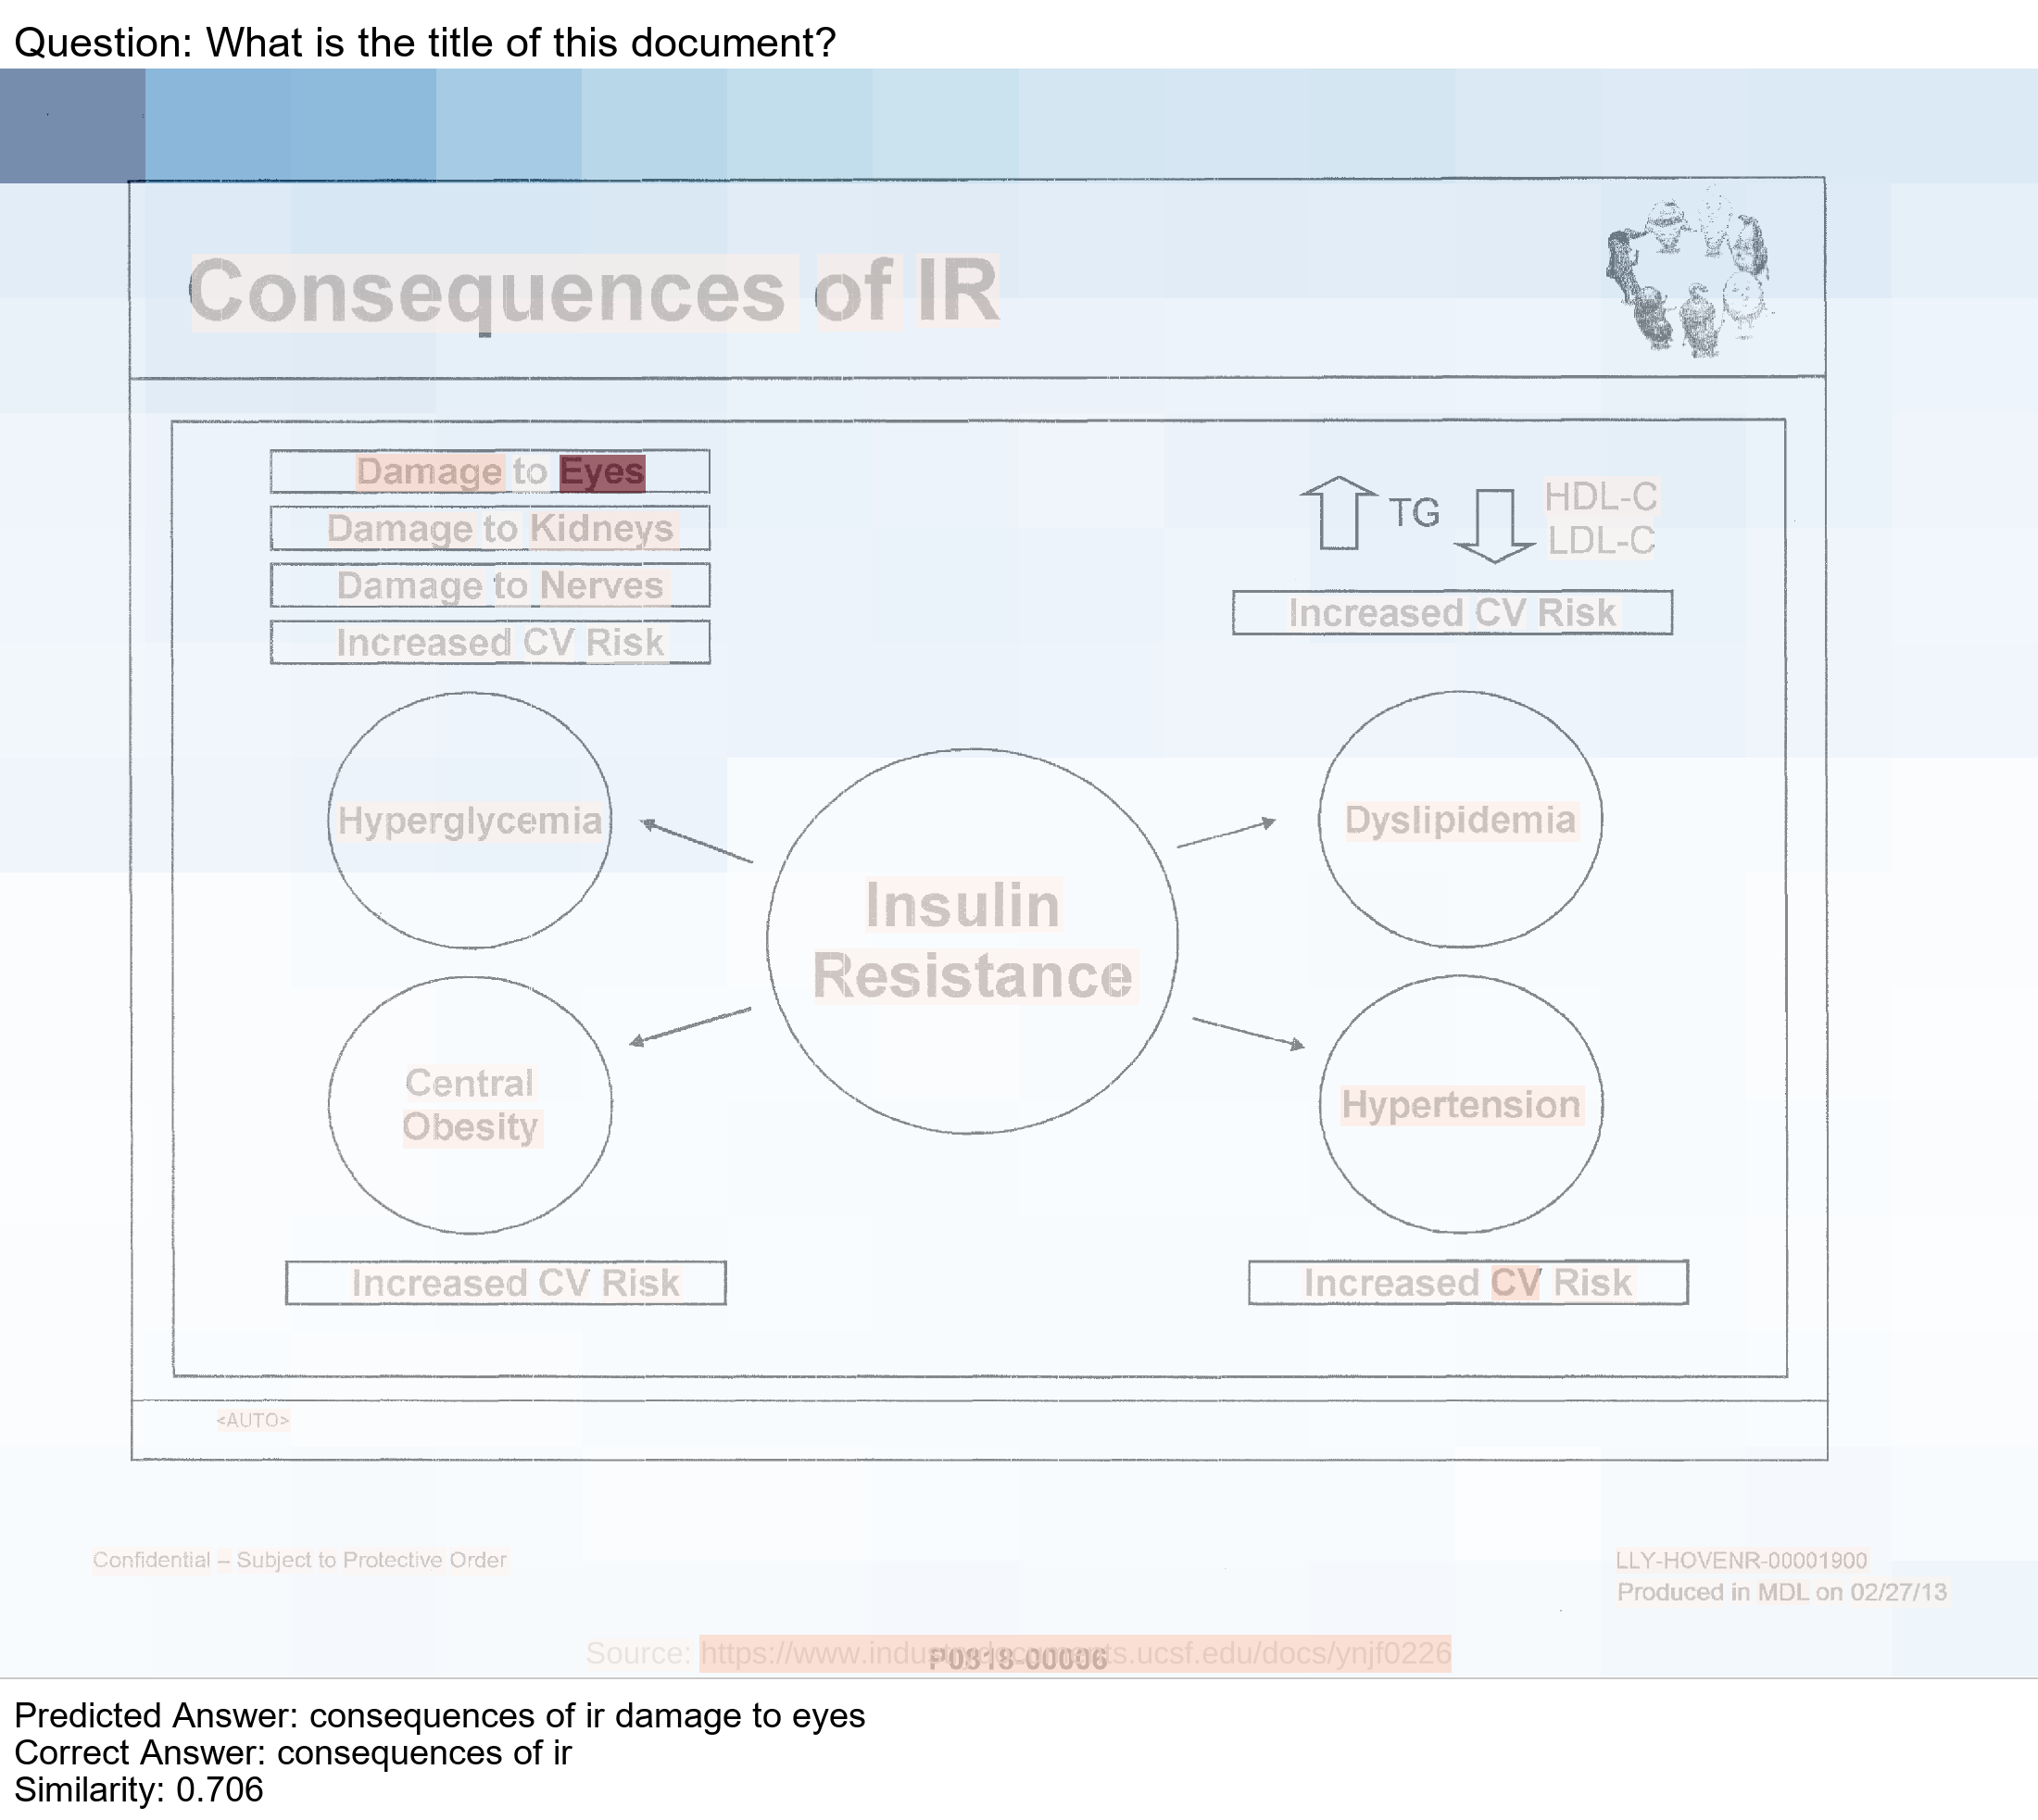 Question: What is the title of this document?
Consequences of IR
Damage to Eyes
Damage to Kidneys
Damage to Nerves
Increased CV Risk
TG
HDL-C
LDL-C
Increased CV Risk
Hyperglycemia
Dyslipidemia
Insulin
Resistance
Central
Obesity
Hypertension
Increased CV Risk
Increased CV Risk
<AUTO>
Confidential – Subject to Protective Order
LLY-HOVENR-00001900
Produced in MDL on 02/27/13
Source: https://www.industrydocuments.ucsf.edu/docs/ynjf0226
P0818-00006
Predicted Answer: consequences of ir damage to eyes
Correct Answer: consequences of ir
Similarity: 0.706